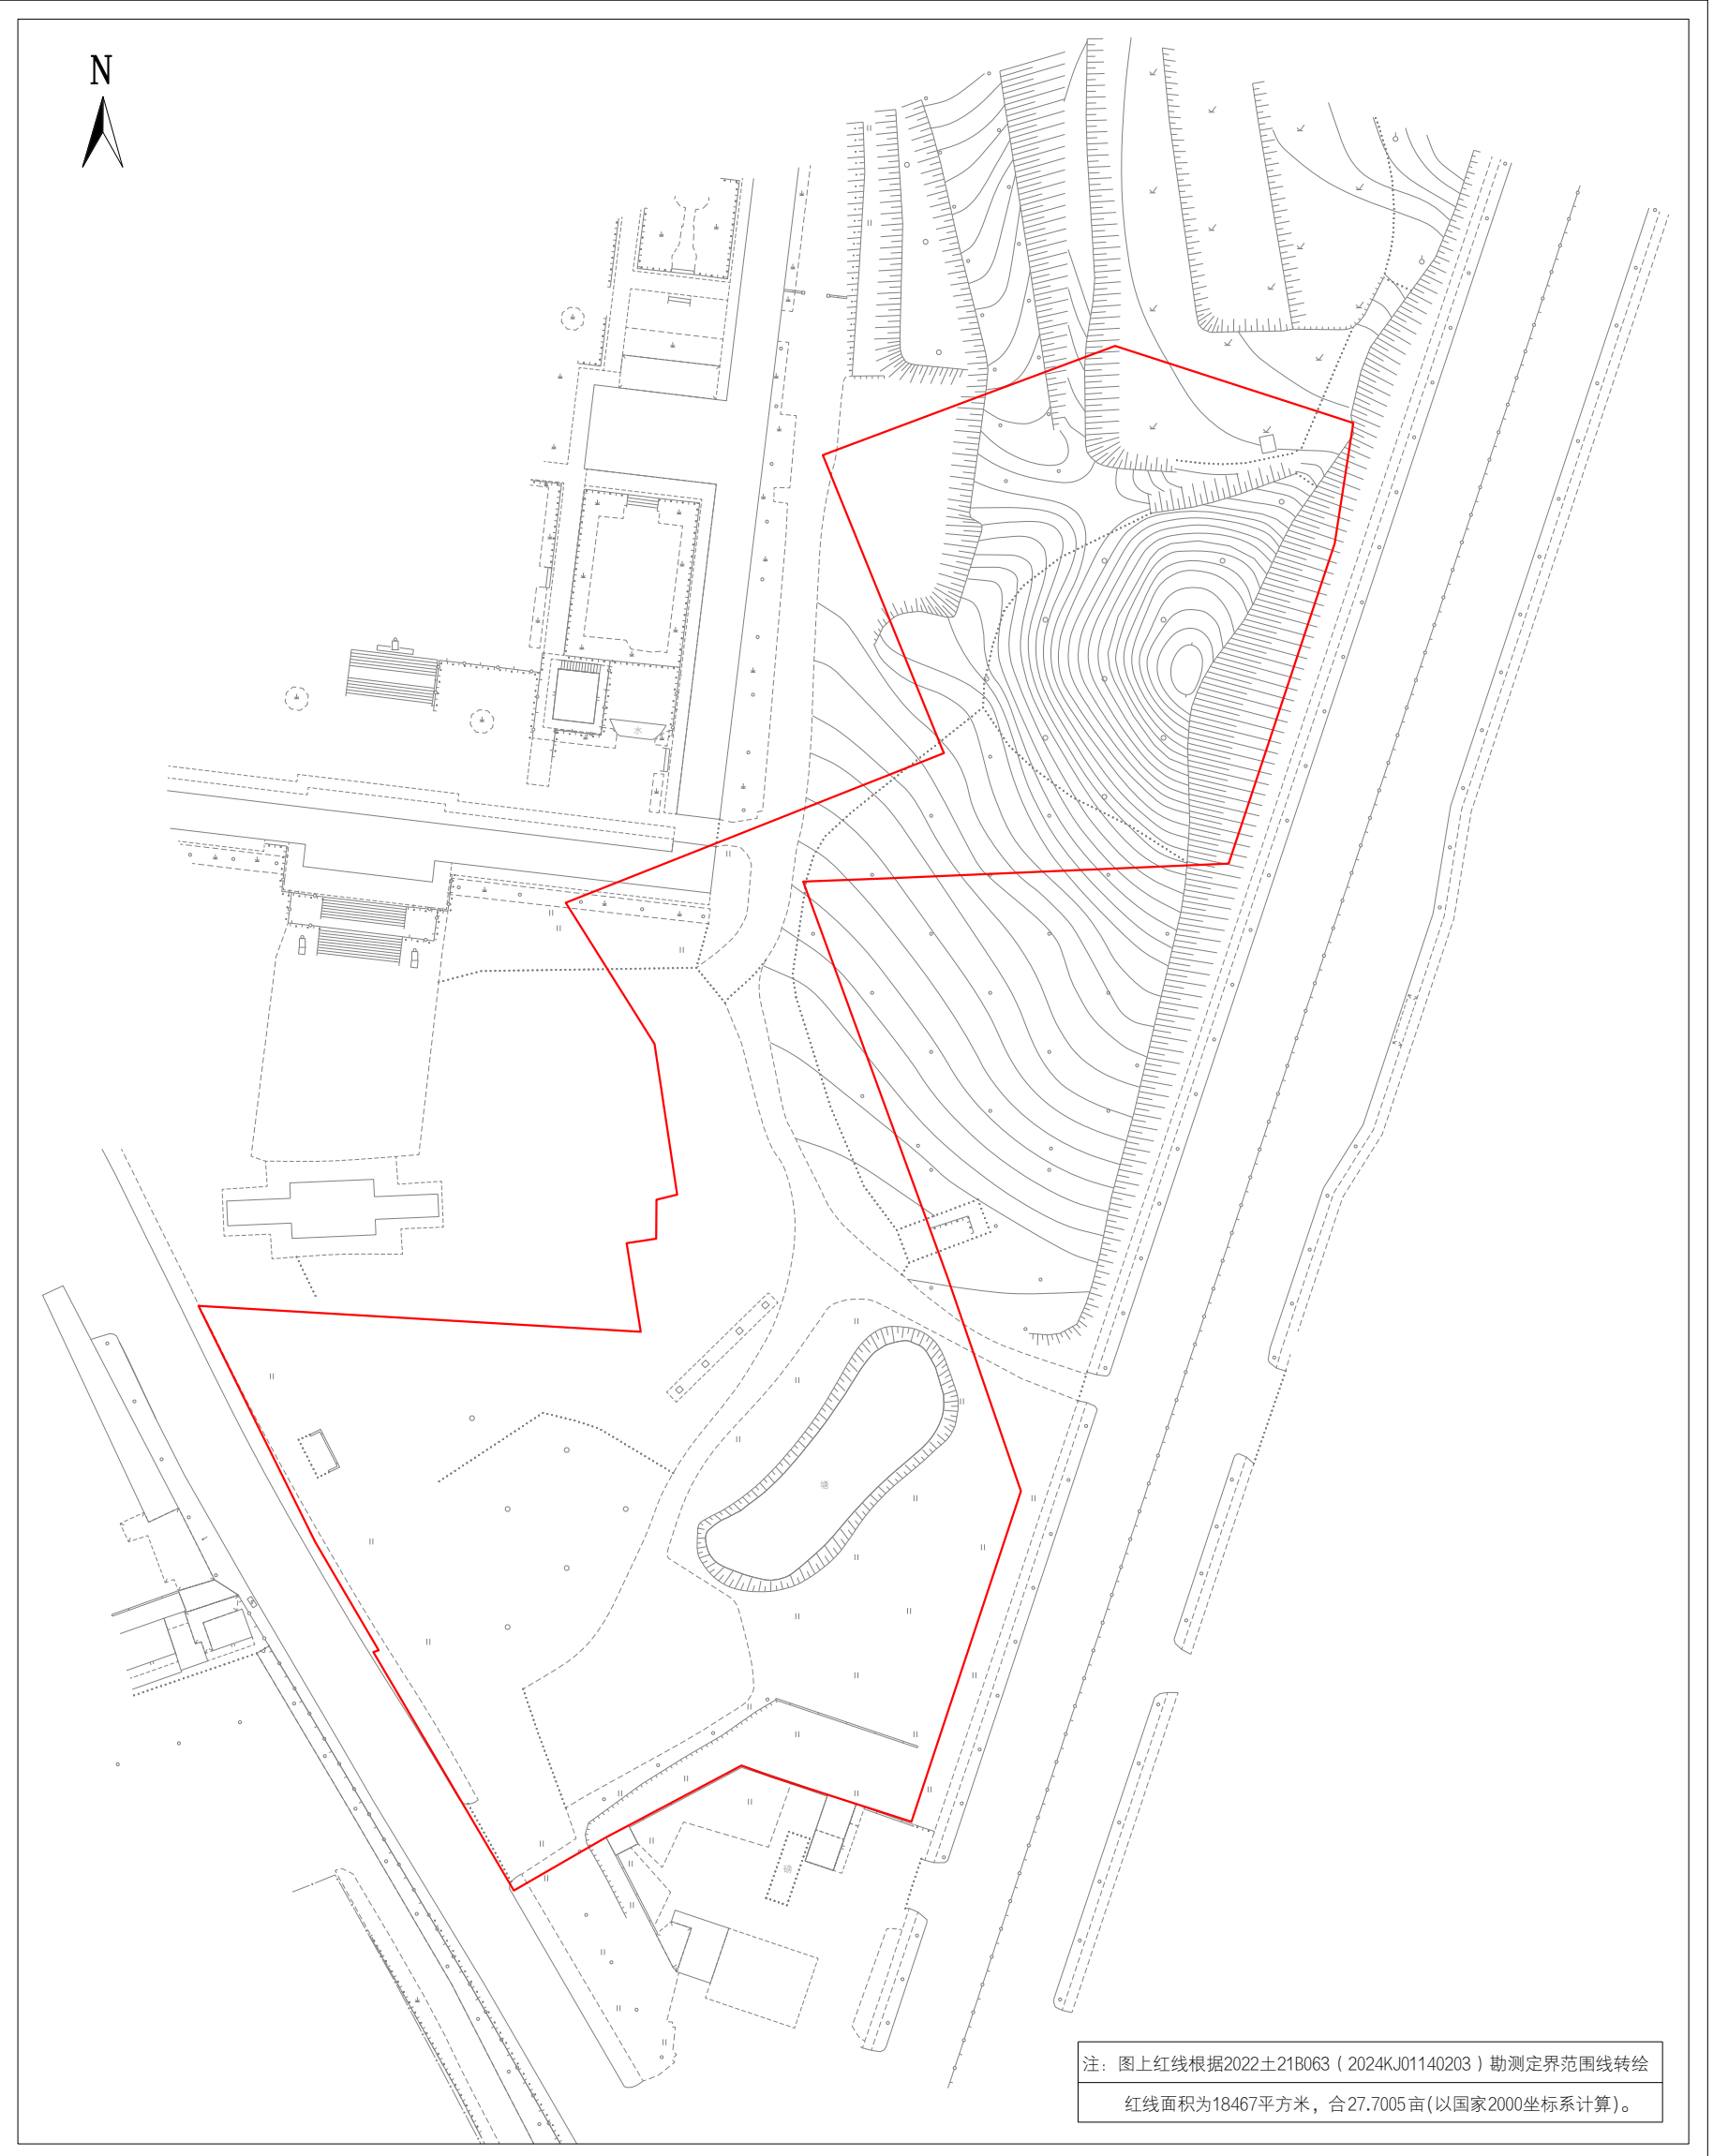 N
水
塘
磅
注：图上红线根据2022土21B063（2024KJ01140203）勘测定界范围线转绘
红线面积为18467平方米，合27.7005亩(以国家2000坐标系计算)。